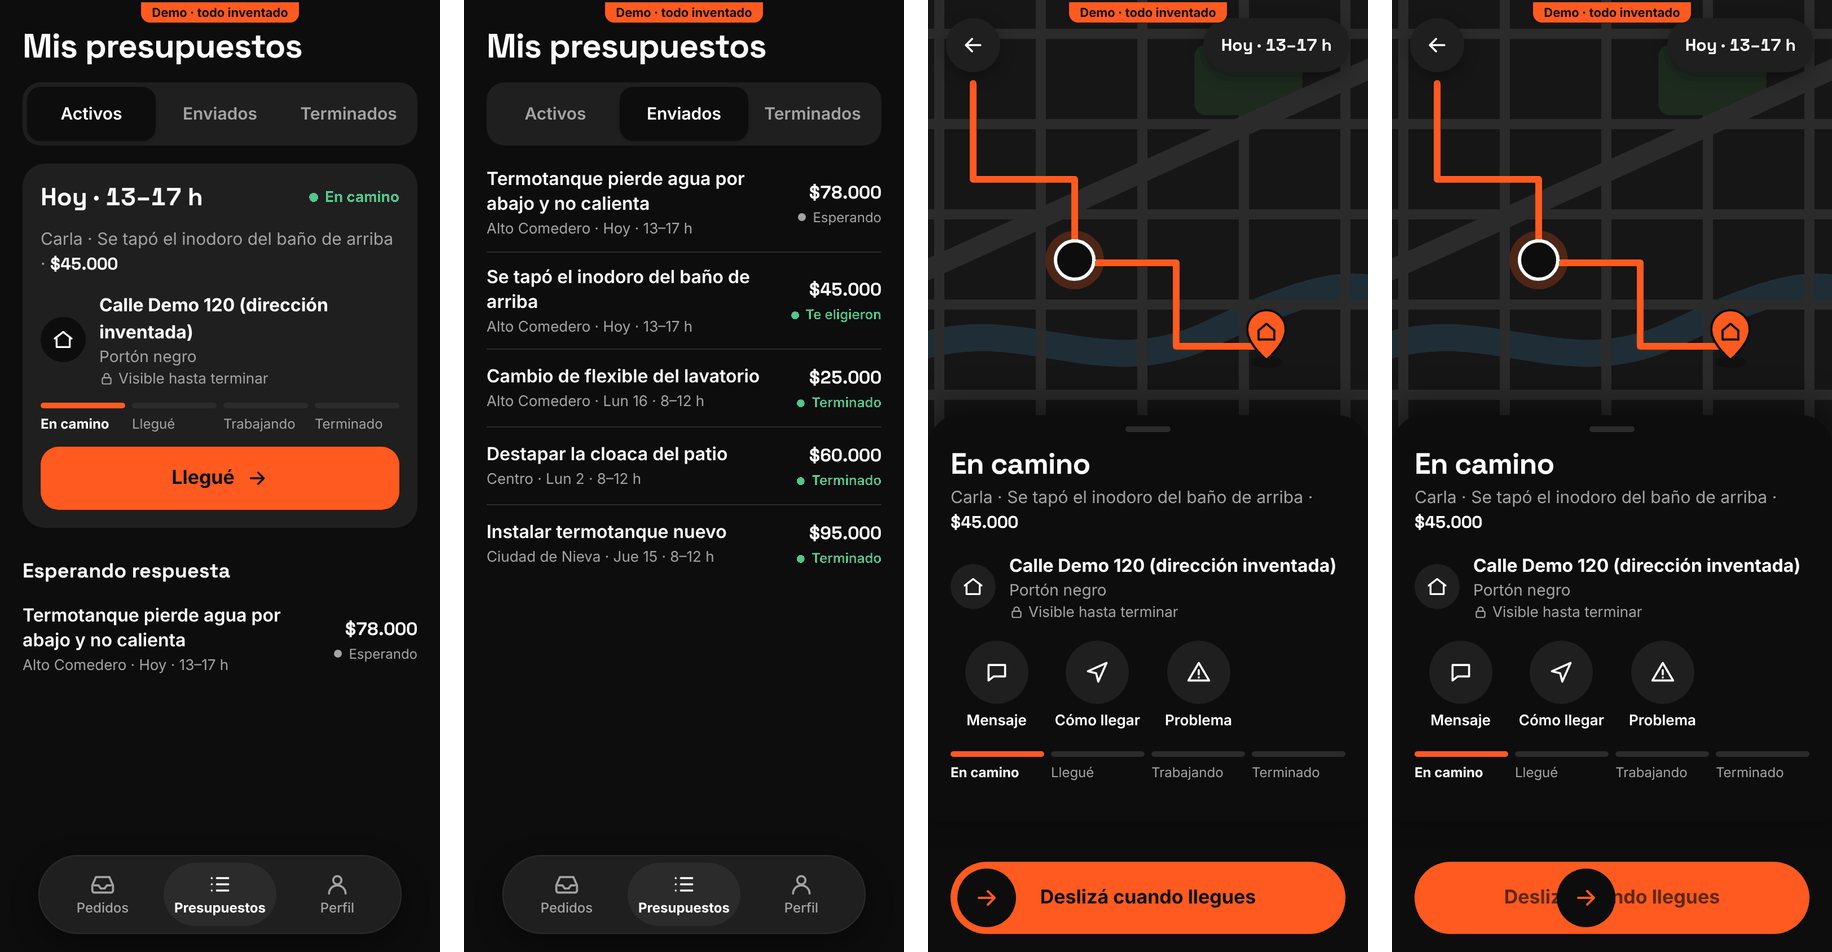 Demo · todo inventado
Mis presupuestos
Activos
Enviados
Terminados
Hoy · 13–17 h
En camino
Carla · Se tapó el inodoro del baño de arriba
· $45.000
Calle Demo 120 (dirección
inventada)
Portón negro
Visible hasta terminar
En camino
Llegué
Trabajando
Terminado
Llegué
Esperando respuesta
Termotanque pierde agua por
abajo y no calienta
$78.000
Alto Comedero · Hoy · 13–17 h
Esperando
Pedidos
Presupuestos
Perfil
Demo · todo inventado
Mis presupuestos
Activos
Enviados
Terminados
Termotanque pierde agua por
abajo y no calienta
$78.000
Alto Comedero · Hoy · 13–17 h
Esperando
Se tapó el inodoro del baño de
arriba
$45.000
Alto Comedero · Hoy · 13–17 h
Te eligieron
Cambio de flexible del lavatorio
$25.000
Alto Comedero · Lun 16 · 8–12 h
Terminado
Destapar la cloaca del patio
$60.000
Centro · Lun 2 · 8–12 h
Terminado
Instalar termotanque nuevo
$95.000
Ciudad de Nieva · Jue 15 · 8–12 h
Terminado
Pedidos
Presupuestos
Perfil
Demo · todo inventado
Hoy · 13–17 h
En camino
Carla · Se tapó el inodoro del baño de arriba ·
$45.000
Calle Demo 120 (dirección inventada)
Portón negro
Visible hasta terminar
Mensaje
Cómo llegar
Problema
En camino
Llegué
Trabajando
Terminado
Deslizá cuando llegues
Demo · todo inventado
Hoy · 13–17 h
En camino
Carla · Se tapó el inodoro del baño de arriba ·
$45.000
Calle Demo 120 (dirección inventada)
Portón negro
Visible hasta terminar
Mensaje
Cómo llegar
Problema
En camino
Llegué
Trabajando
Terminado
llegues